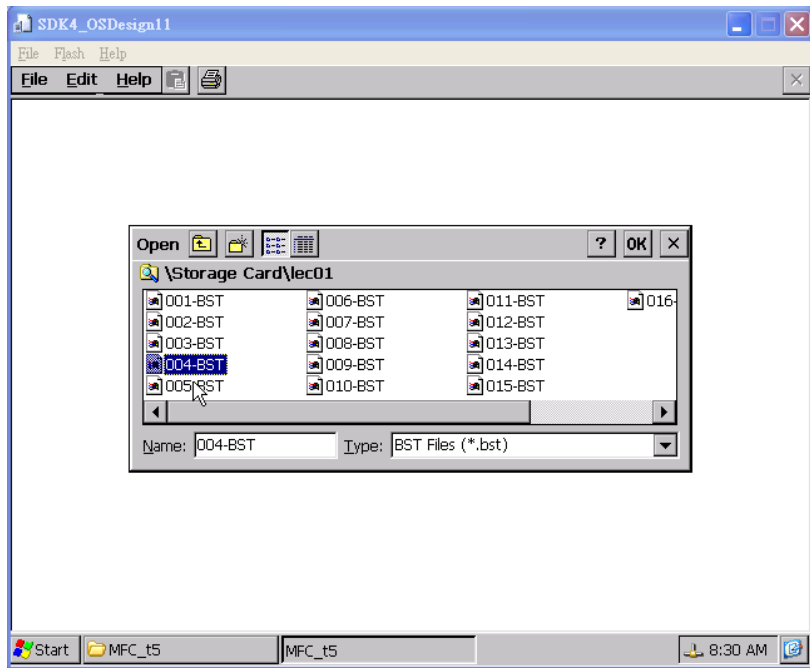 SDK4_OSDesign11
File Flash Help
File Edit Help
Open ? OK ×
\Storage Card\lec01
001-BST 006-BST 011-BST 016-
002-BST 007-BST 012-BST
003-BST 008-BST 013-BST
004-BST 009-BST 014-BST
005-BST 010-BST 015-BST
Name: 004-BST Type: BST Files (*.bst)
Start MFC_t5 MFC_t5 8:30 AM